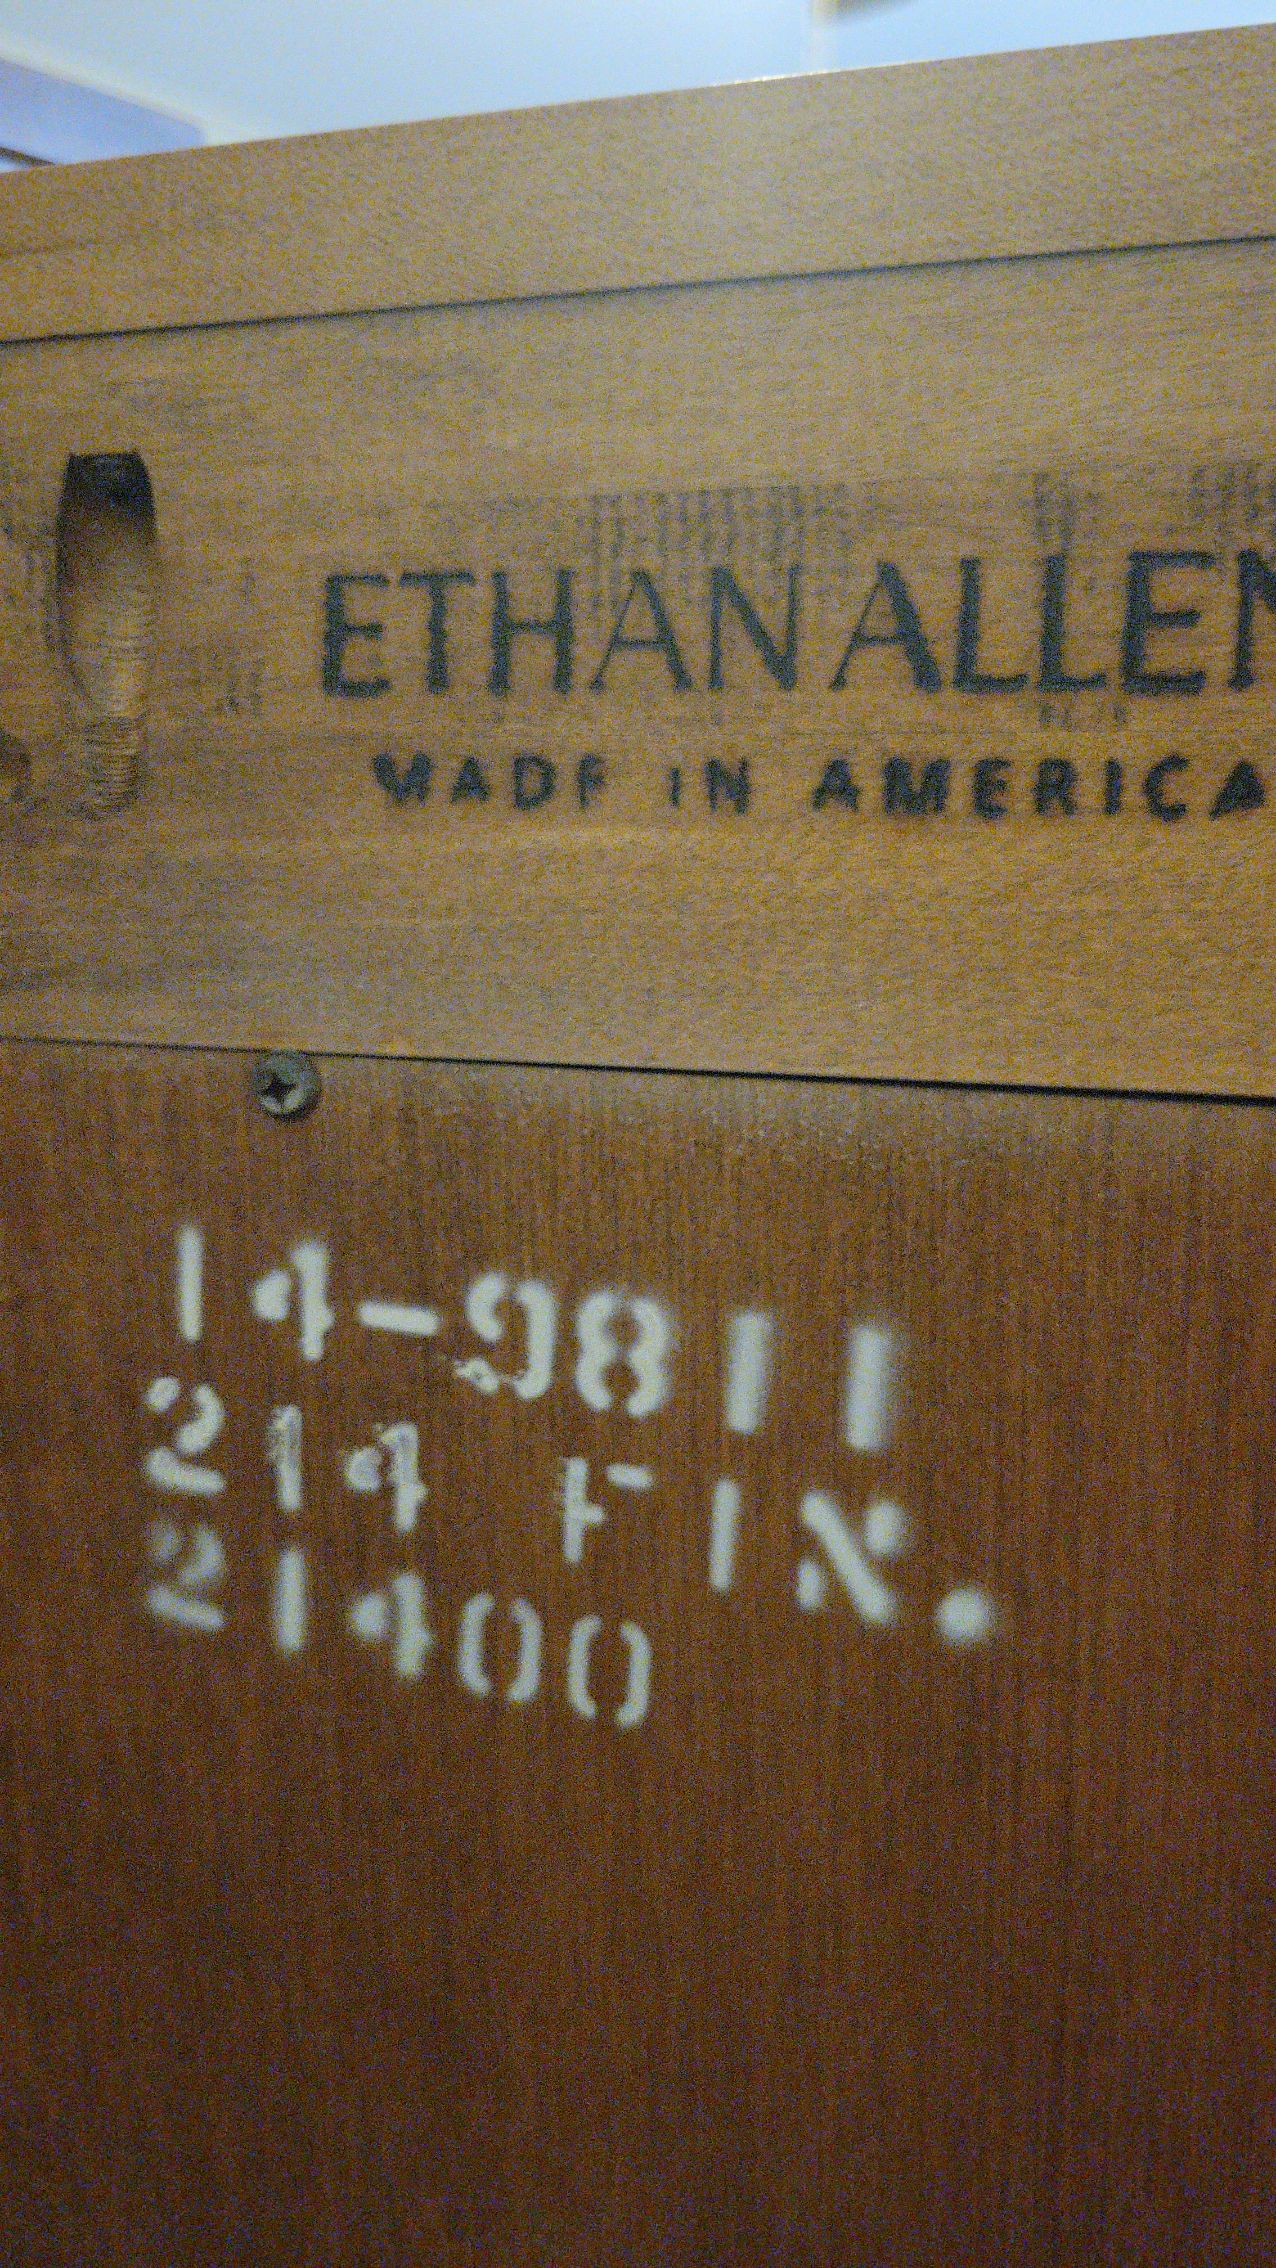 ETHAN ALLEN
MADE IN AMERICA
14-9811
214 FIX.
21400